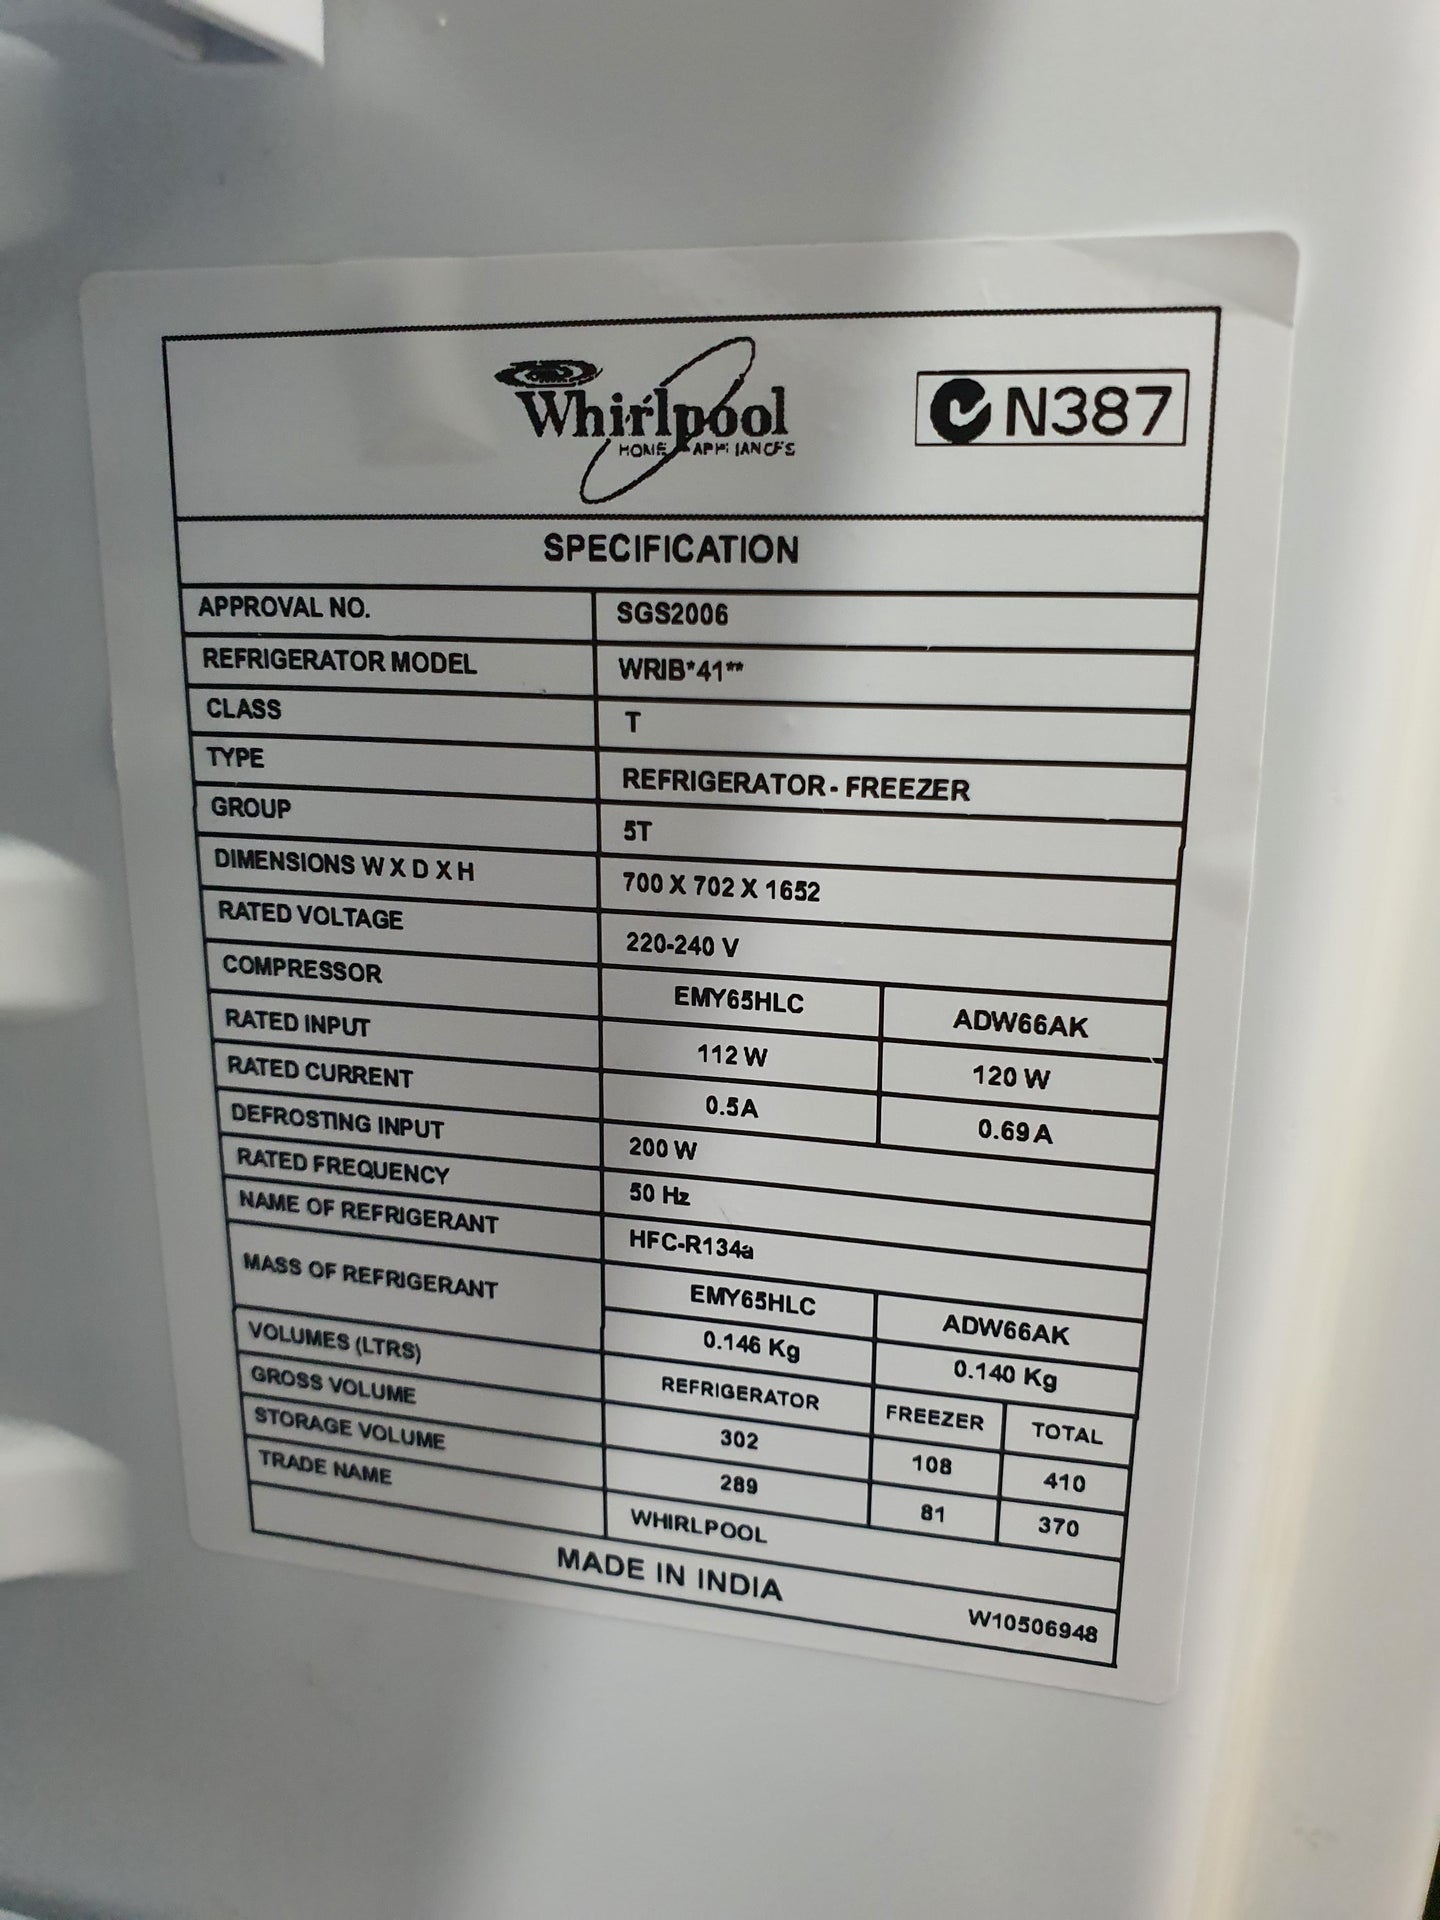 Whirlpool
HOME APPLIANCES
N387
SPECIFICATION
APPROVAL NO. SGS2006
REFRIGERATOR MODEL WRIB*41**
CLASS T
TYPE REFRIGERATOR - FREEZER
GROUP 5T
DIMENSIONS W X D X H 700 X 702 X 1652
RATED VOLTAGE 220-240 V
COMPRESSOR EMY65HLC ADW66AK
RATED INPUT 112 W 120 W
RATED CURRENT 0.5A 0.69 A
DEFROSTING INPUT 200 W
RATED FREQUENCY 50 Hz
NAME OF REFRIGERANT HFC-R134a
MASS OF REFRIGERANT EMY65HLC ADW66AK
0.146 Kg 0.140 Kg
VOLUMES (LTRS) REFRIGERATOR FREEZER TOTAL
GROSS VOLUME 302 108 410
STORAGE VOLUME 289 81 370
TRADE NAME WHIRLPOOL
MADE IN INDIA
W10506948